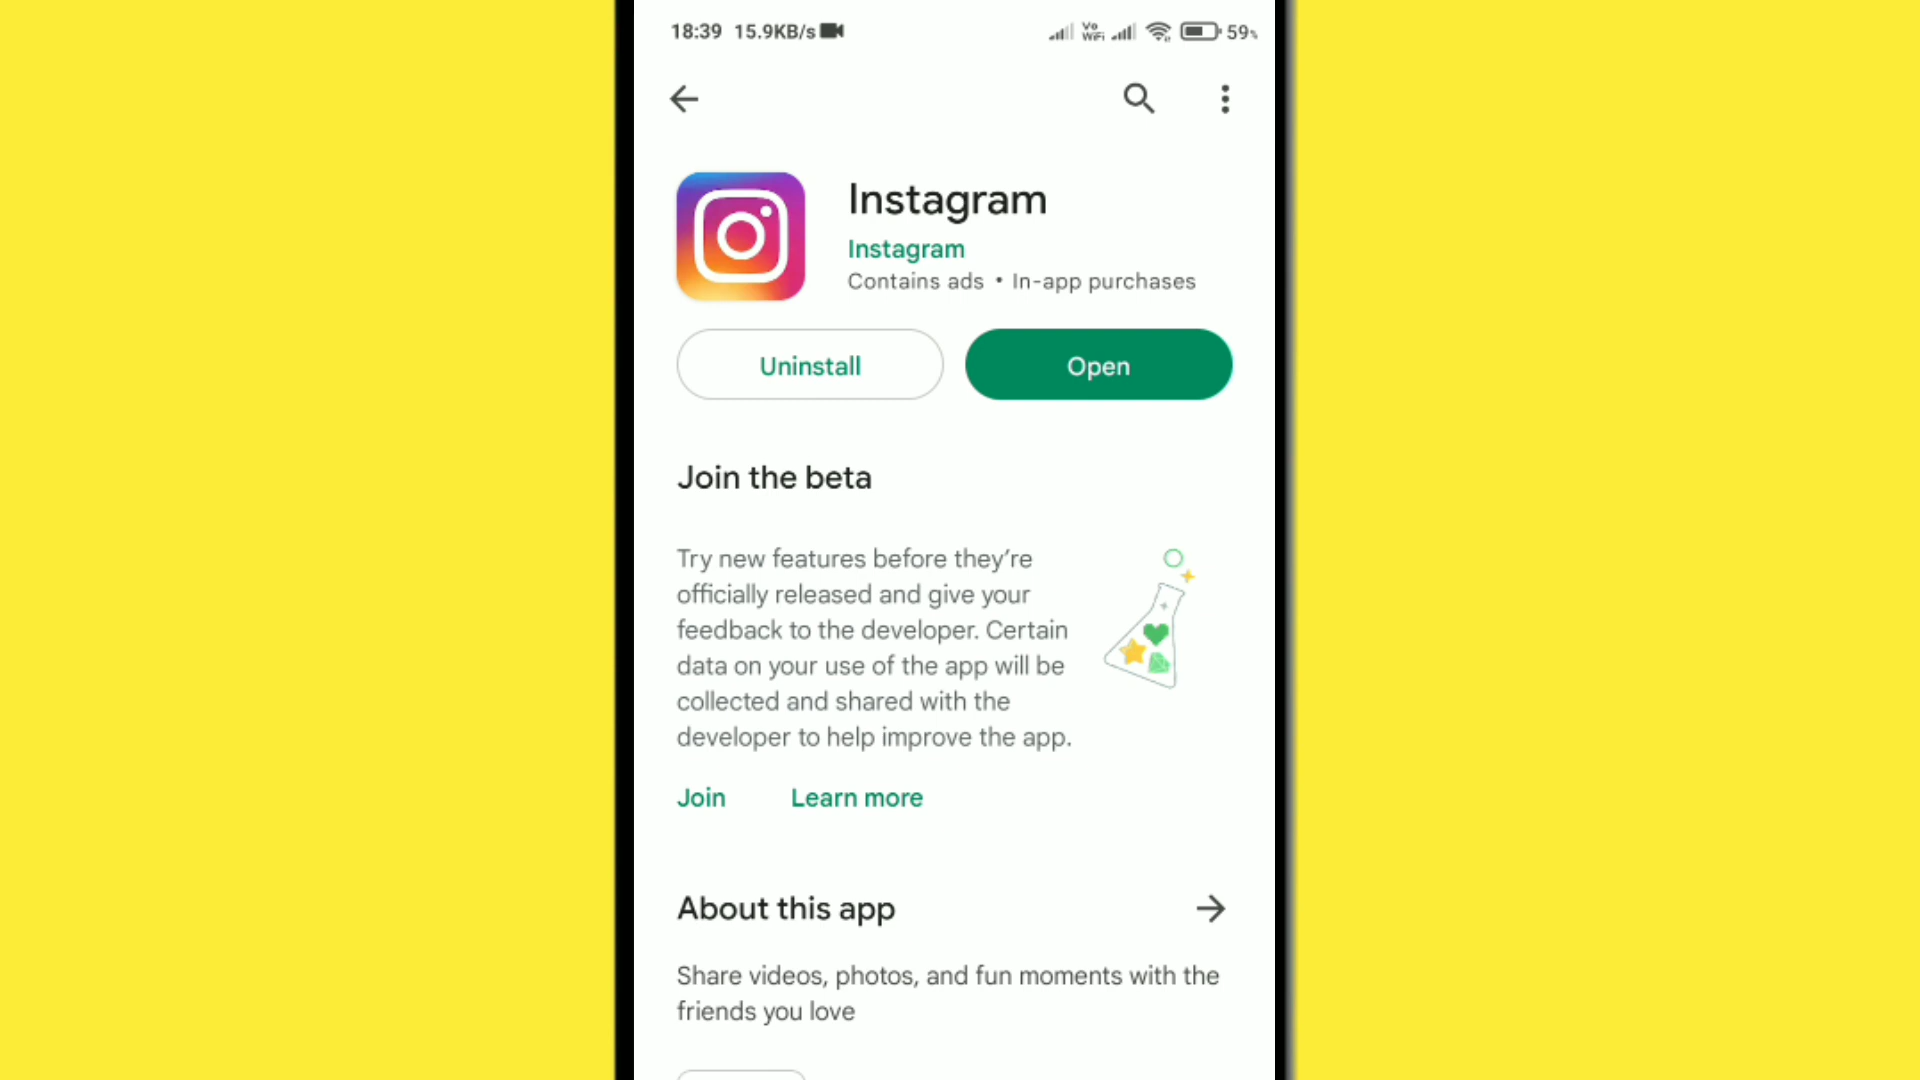 18:39 15.9KB/s Vo WiFi 59%
Instagram
Instagram
Contains ads • In-app purchases
Uninstall
Open
Join the beta
Try new features before they're
officially released and give your
feedback to the developer. Certain
data on your use of the app will be
collected and shared with the
developer to help improve the app.
Join
Learn more
About this app
Share videos, photos, and fun moments with the
friends you love